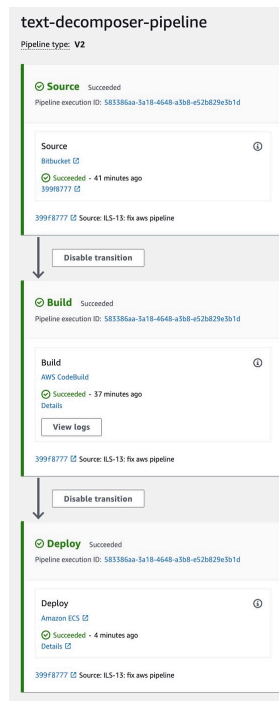 text-decomposer-pipeline
Pipeline type: V2
Source Succeeded
Pipeline execution ID: 583386aa-3a18-4648-a3b8-e52b829e3b1d
Source
Bitbucket
Succeeded - 41 minutes ago
399f8777
399f8777 Source: ILS-13: fix aws pipeline
Disable transition
Build Succeeded
Pipeline execution ID: 583386aa-3a18-4648-a3b8-e52b829e3b1d
Build
AWS CodeBuild
Succeeded - 37 minutes ago
Details
View logs
399f8777 Source: ILS-13: fix aws pipeline
Disable transition
Deploy Succeeded
Pipeline execution ID: 583386aa-3a18-4648-a3b8-e52b829e3b1d
Deploy
Amazon ECS
Succeeded - 4 minutes ago
Details
399f8777 Source: ILS-13: fix aws pipeline